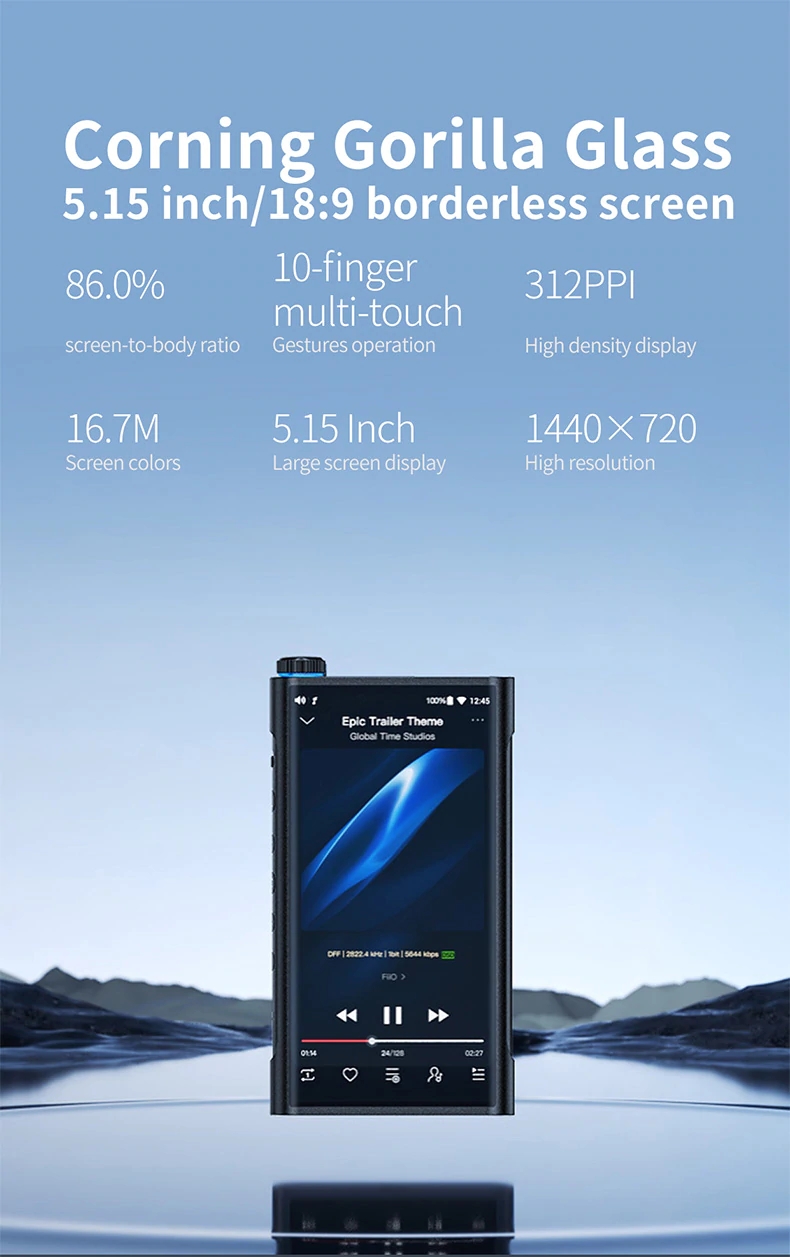 Corning Gorilla Glass
5.15 inch/18:9 borderless screen
86.0%
screen-to-body ratio
10-finger
multi-touch
Gestures operation
312PPI
High density display
16.7M
Screen colors
5.15 Inch
Large screen display
1440×720
High resolution
100% 12:45
Epic Trailer Theme
Global Time Studios
DFF | 2822.4 kHz | 1bit | 5644 kbps DSD
FiiO >
01:14 24/128 02:27